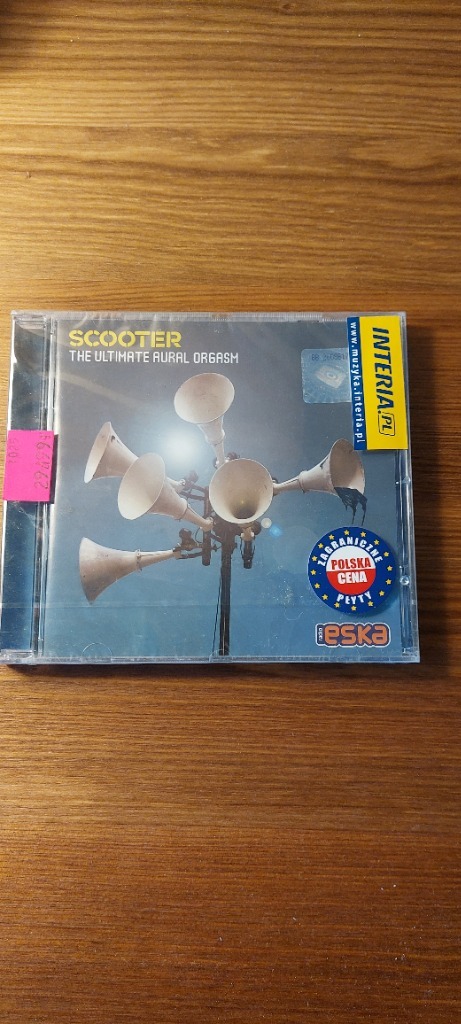 SCOOTER
THE ULTIMATE AURAL ORGASM
INTERIA.PL
www.muzyka.interia.pl
ZAGRANICZNE
POLSKA
CENA
PŁYTY
eska